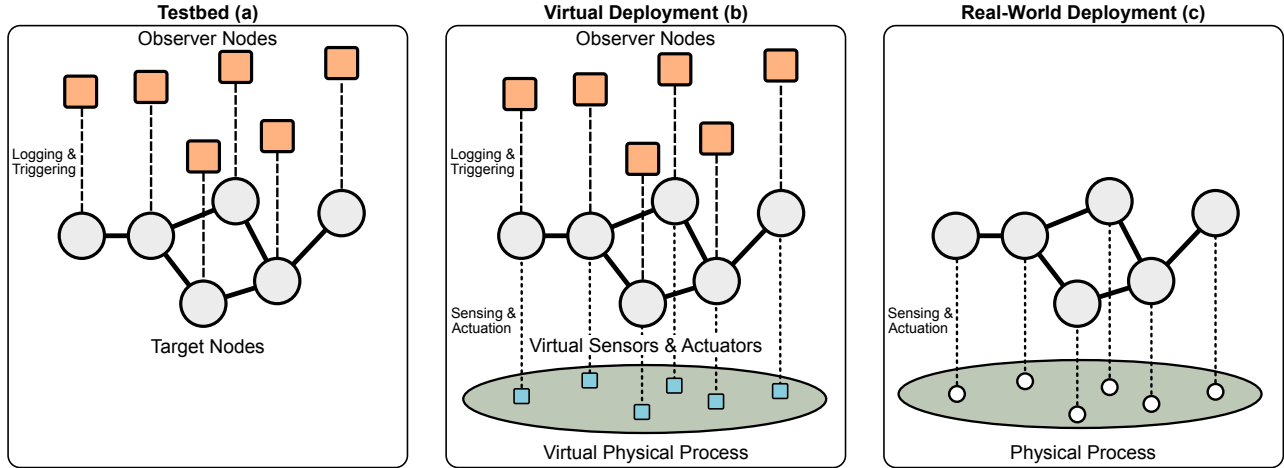 Testbed (a)
Observer Nodes
Logging &
Triggering
Target Nodes
Virtual Deployment (b)
Observer Nodes
Logging &
Triggering
Sensing &
Actuation
Virtual Sensors & Actuators
Virtual Physical Process
Real-World Deployment (c)
Sensing &
Actuation
Physical Process